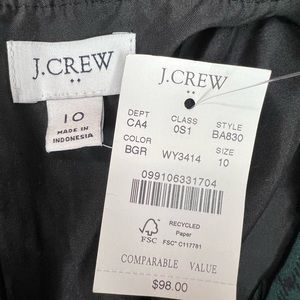 J.CREW
10
MADE IN
INDONESIA
J.CREW
DEPT CLASS STYLE
CA4 0S1 BA830
COLOR SIZE
BGR WY3414 10
099106331704
FSC
RECYCLED
Paper
FSC® C117781
COMPARABLE VALUE
$98.00